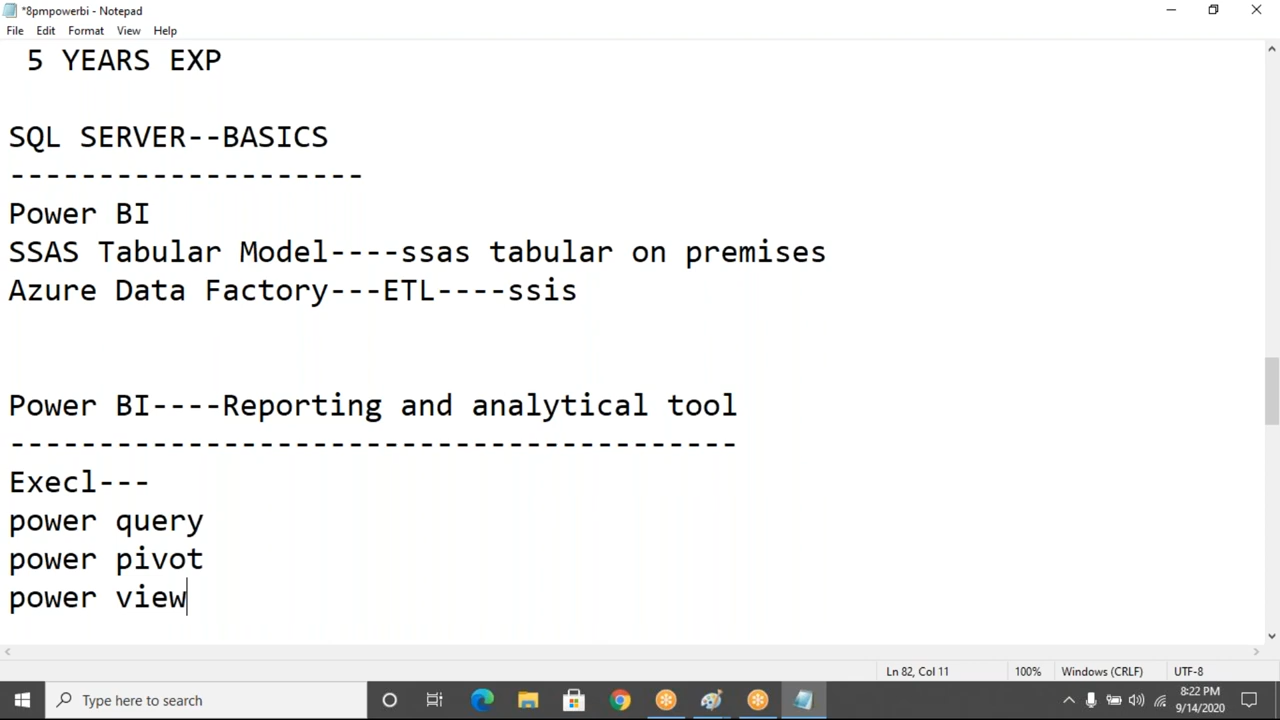 *8pmpowerbi - Notepad
File Edit Format View Help
5 YEARS EXP
SQL SERVER--BASICS
--------------------
Power BI
SSAS Tabular Model----ssas tabular on premises
Azure Data Factory---ETL----ssis
Power BI----Reporting and analytical tool
-----------------------------------------
Execl---
power query
power pivot
power view
Ln 82, Col 11 100% Windows (CRLF) UTF-8
Type here to search
8:22 PM
9/14/2020